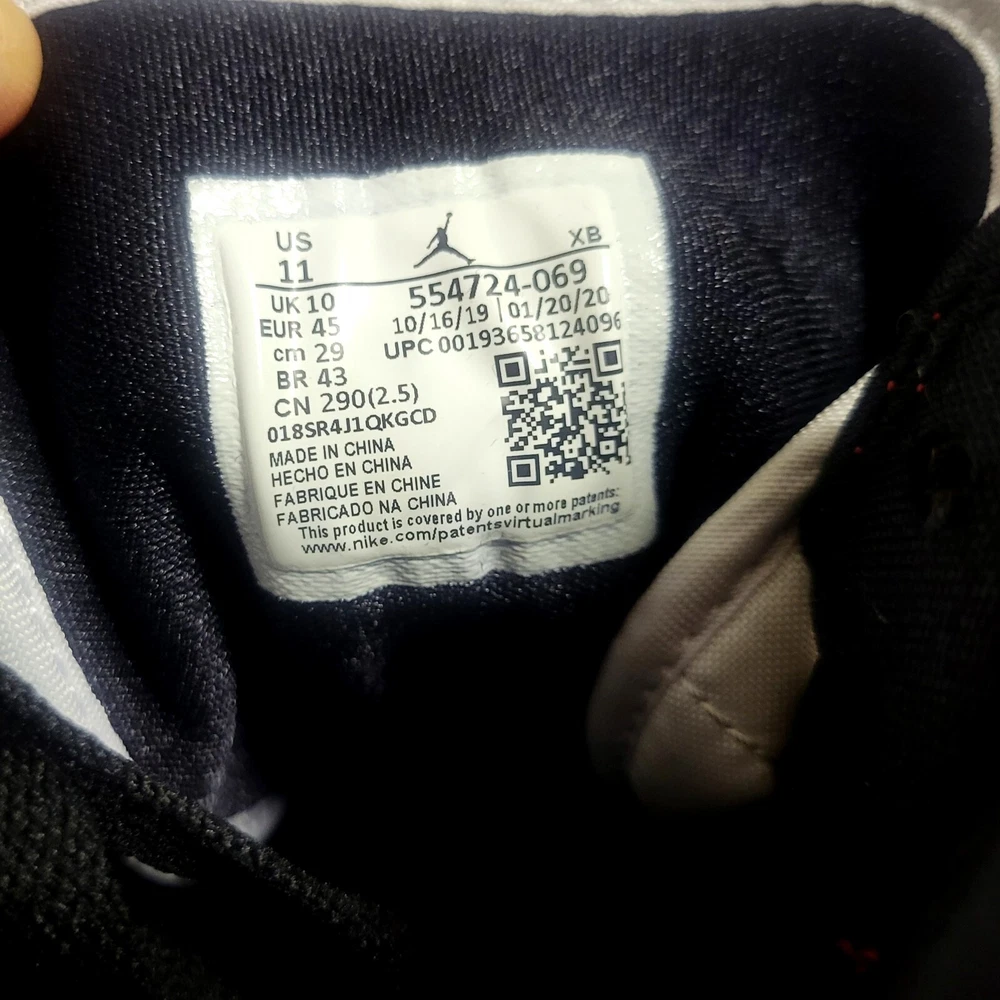 US
11
XB
UK 10
EUR 45
cm 29
BR 43
CN 290(2.5)
554724-069
10/16/19 | 01/20/20
UPC 00193658124096
018SR4J1QKGCD
MADE IN CHINA
HECHO EN CHINA
FABRIQUE EN CHINE
FABRICADO NA CHINA
This product is covered by one or more patents:
www.nike.com/patentsvirtualmarking